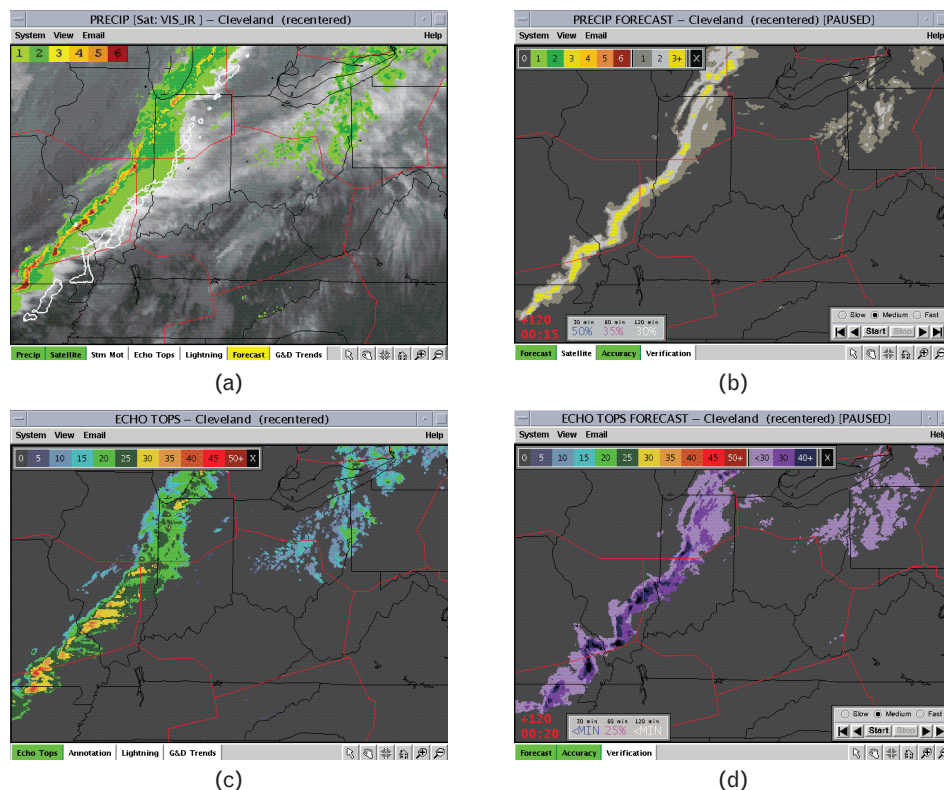 PRECIP [Sat: VIS_IR ] – Cleveland (recentered)
System View Email Help
1 2 3 4 5 6
Precip Satellite Stm Mot Echo Tops Lightning Forecast G&D Trends
(a)
PRECIP FORECAST – Cleveland (recentered) [PAUSED]
System View Email Help
0 1 2 3 4 5 6 1 2 3+ X
+120
00:15
30 min 60 min 120 min
50% 35% 30%
Slow Medium Fast
Start Stop
Forecast Satellite Accuracy Verification
(b)
ECHO TOPS – Cleveland (recentered)
System View Email Help
0 5 10 15 20 25 30 35 40 45 50+ X
Echo Tops Annotation Lightning G&D Trends
(c)
ECHO TOPS FORECAST – Cleveland (recentered) [PAUSED]
System View Email Help
0 5 10 15 20 25 30 35 40 45 50+ <30 30 40+ X
+120
00:20
30 min 60 min 120 min
<MIN 25% <MIN
Slow Medium Fast
Start Stop
Forecast Accuracy Verification
(d)